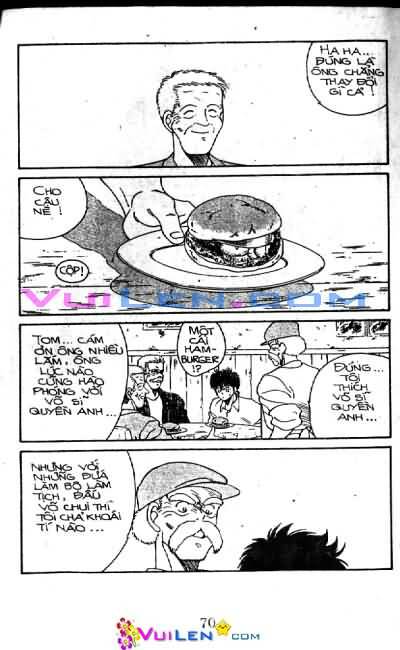 HA HA...
ĐÚNG LÀ
ÔNG CHẲNG
THAY ĐỔI
GÌ CẢ !
CHO
CẬU
NÈ !
CỘP!
VUILEN.COM
TOM... CÁM
ƠN ÔNG NHIỀU
LẮM, ÔNG
LÚC NÀO
CŨNG HÀO
PHÓNG VỚI
VÕ SĨ
QUYỀN ANH...
MỘT
CÁI
HAM-
BURGER
!?
ĐÚNG...
TÔI
THÍCH
VÕ SĨ
QUYỀN
ANH...
NHƯNG VỚI
NHỮNG ĐỨA
LÀM BỘ LÀM
TỊCH, ĐẤU
VÕ CHUI THÌ
TÔI CHẢ KHOÁI
TÍ NÀO...
70
VUILEN.COM